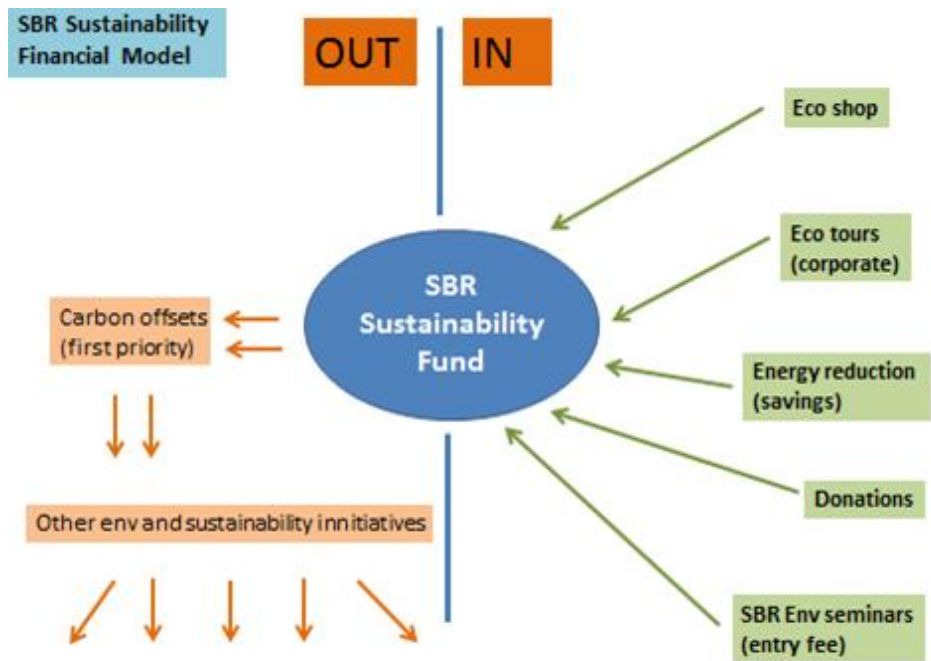 SBR Sustainability
Financial Model
OUT
IN
Eco shop
Eco tours
(corporate)
SBR
Sustainability
Fund
Carbon offsets
(first priority)
Energy reduction
(savings)
Donations
Other env and sustainability innitiatives
SBR Env seminars
(entry fee)